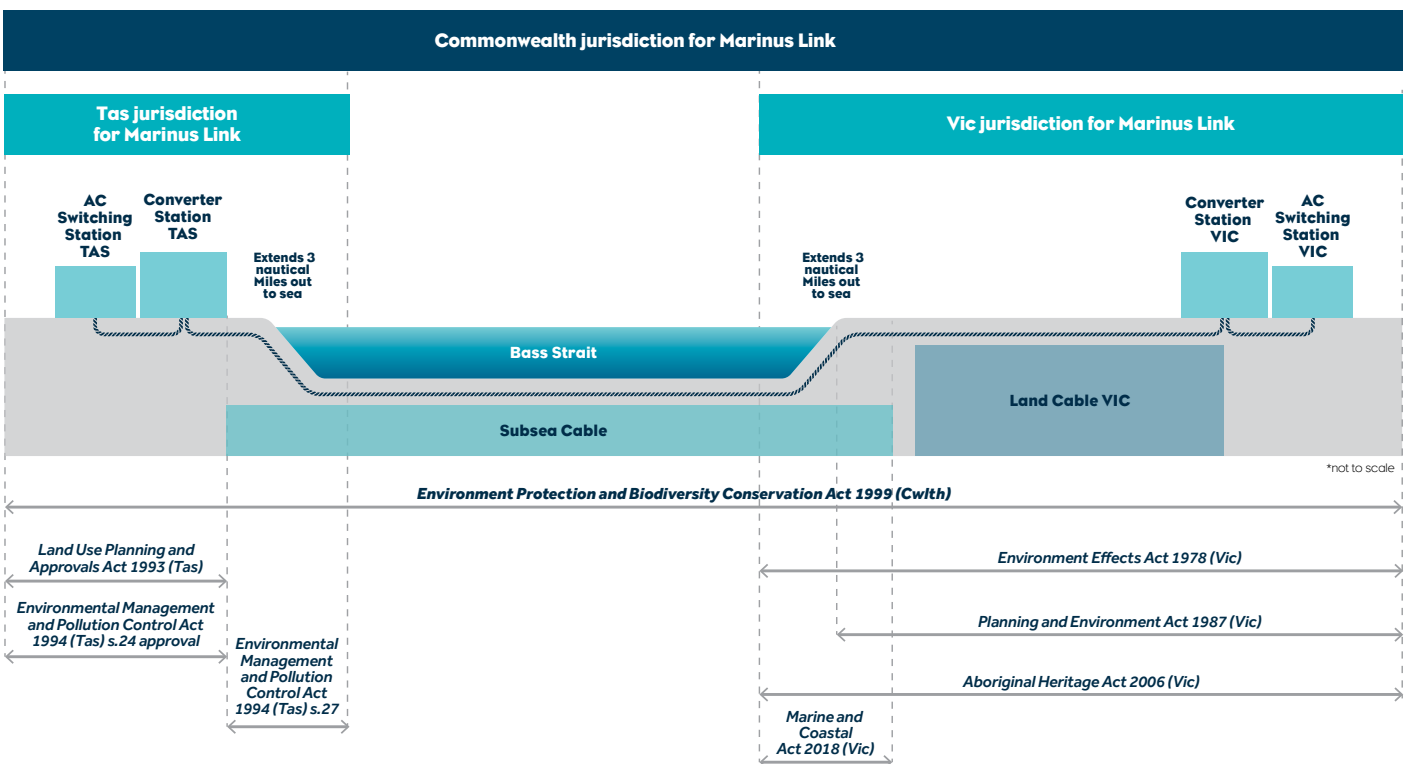 Commonwealth jurisdiction for Marinus Link
Tas jurisdiction
for Marinus Link
Vic jurisdiction for Marinus Link
AC
Switching
Station
TAS
Converter
Station
TAS
Extends 3
nautical
Miles out
to sea
Extends 3
nautical
Miles out
to sea
Converter
Station
VIC
AC
Switching
Station
VIC
Bass Strait
Land Cable VIC
Subsea Cable
*not to scale
Environment Protection and Biodiversity Conservation Act 1999 (Cwlth)
Land Use Planning and
Approvals Act 1993 (Tas)
Environmental Management
and Pollution Control Act
1994 (Tas) s.24 approval
Environmental
Management
and Pollution
Control Act
1994 (Tas) s.27
Environment Effects Act 1978 (Vic)
Planning and Environment Act 1987 (Vic)
Aboriginal Heritage Act 2006 (Vic)
Marine and
Coastal
Act 2018 (Vic)